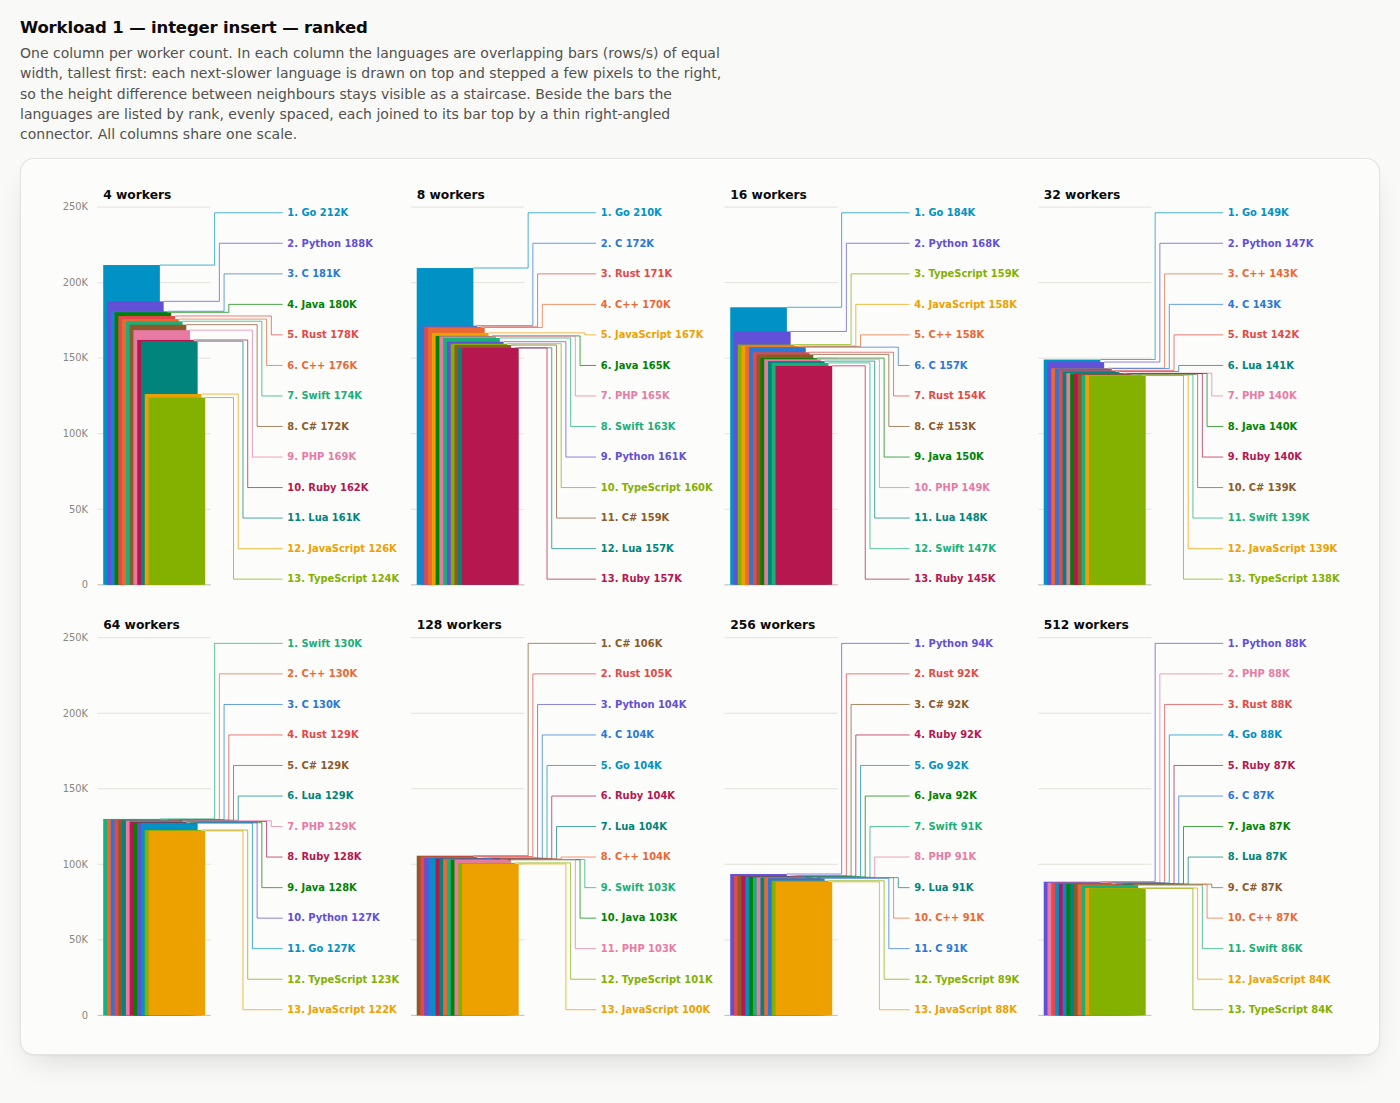 Workload 1 — integer insert — ranked
One column per worker count. In each column the languages are overlapping bars (rows/s) of equal
width, tallest first: each next-slower language is drawn on top and stepped a few pixels to the right,
so the height difference between neighbours stays visible as a staircase. Beside the bars the
languages are listed by rank, evenly spaced, each joined to its bar top by a thin right-angled
connector. All columns share one scale.
4 workers
250K
200K
150K
100K
50K
0
1. Go 212K
2. Python 188K
3. C 181K
4. Java 180K
5. Rust 178K
6. C++ 176K
7. Swift 174K
8. C# 172K
9. PHP 169K
10. Ruby 162K
11. Lua 161K
12. JavaScript 126K
13. TypeScript 124K
8 workers
1. Go 210K
2. C 172K
3. Rust 171K
4. C++ 170K
5. JavaScript 167K
6. Java 165K
7. PHP 165K
8. Swift 163K
9. Python 161K
10. TypeScript 160K
11. C# 159K
12. Lua 157K
13. Ruby 157K
16 workers
1. Go 184K
2. Python 168K
3. TypeScript 159K
4. JavaScript 158K
5. C++ 158K
6. C 157K
7. Rust 154K
8. C# 153K
9. Java 150K
10. PHP 149K
11. Lua 148K
12. Swift 147K
13. Ruby 145K
32 workers
1. Go 149K
2. Python 147K
3. C++ 143K
4. C 143K
5. Rust 142K
6. Lua 141K
7. PHP 140K
8. Java 140K
9. Ruby 140K
10. C# 139K
11. Swift 139K
12. JavaScript 139K
13. TypeScript 138K
64 workers
250K
200K
150K
100K
50K
0
1. Swift 130K
2. C++ 130K
3. C 130K
4. Rust 129K
5. C# 129K
6. Lua 129K
7. PHP 129K
8. Ruby 128K
9. Java 128K
10. Python 127K
11. Go 127K
12. TypeScript 123K
13. JavaScript 122K
128 workers
1. C# 106K
2. Rust 105K
3. Python 104K
4. C 104K
5. Go 104K
6. Ruby 104K
7. Lua 104K
8. C++ 104K
9. Swift 103K
10. Java 103K
11. PHP 103K
12. TypeScript 101K
13. JavaScript 100K
256 workers
1. Python 94K
2. Rust 92K
3. C# 92K
4. Ruby 92K
5. Go 92K
6. Java 92K
7. Swift 91K
8. PHP 91K
9. Lua 91K
10. C++ 91K
11. C 91K
12. TypeScript 89K
13. JavaScript 88K
512 workers
1. Python 88K
2. PHP 88K
3. Rust 88K
4. Go 88K
5. Ruby 87K
6. C 87K
7. Java 87K
8. Lua 87K
9. C# 87K
10. C++ 87K
11. Swift 86K
12. JavaScript 84K
13. TypeScript 84K